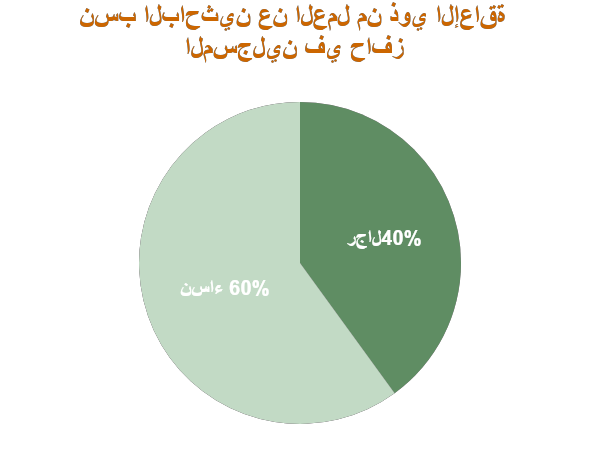 نسب الباحثين عن العمل من ذوي الإعاقة
المسجلين في حافز
رجال40%
نساء 60%